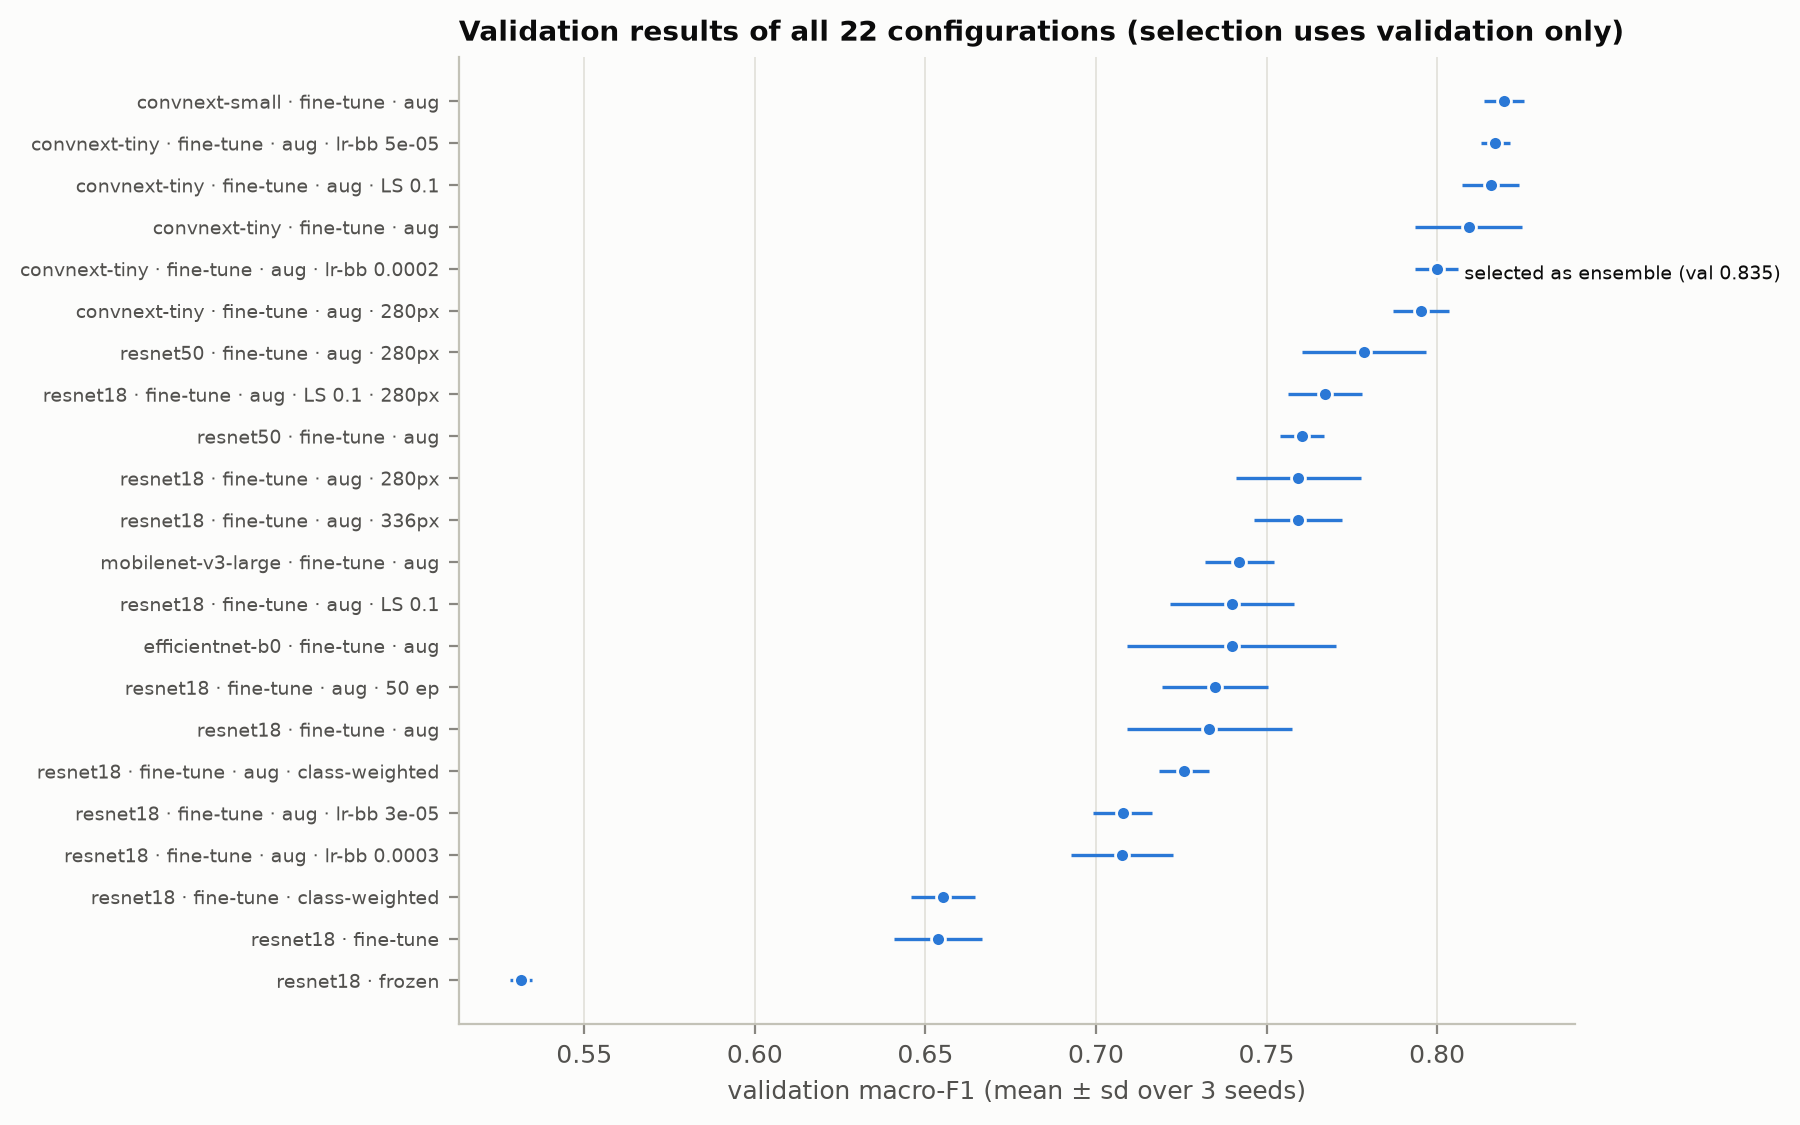 Validation results of all 22 configurations (selection uses validation only)
convnext-small · fine-tune · aug
convnext-tiny · fine-tune · aug · lr-bb 5e-05
convnext-tiny · fine-tune · aug · LS 0.1
convnext-tiny · fine-tune · aug
convnext-tiny · fine-tune · aug · lr-bb 0.0002
selected as ensemble (val 0.835)
convnext-tiny · fine-tune · aug · 280px
resnet50 · fine-tune · aug · 280px
resnet18 · fine-tune · aug · LS 0.1 · 280px
resnet50 · fine-tune · aug
resnet18 · fine-tune · aug · 280px
resnet18 · fine-tune · aug · 336px
mobilenet-v3-large · fine-tune · aug
resnet18 · fine-tune · aug · LS 0.1
efficientnet-b0 · fine-tune · aug
resnet18 · fine-tune · aug · 50 ep
resnet18 · fine-tune · aug
resnet18 · fine-tune · aug · class-weighted
resnet18 · fine-tune · aug · lr-bb 3e-05
resnet18 · fine-tune · aug · lr-bb 0.0003
resnet18 · fine-tune · class-weighted
resnet18 · fine-tune
resnet18 · frozen
0.55 0.60 0.65 0.70 0.75 0.80
validation macro-F1 (mean ± sd over 3 seeds)